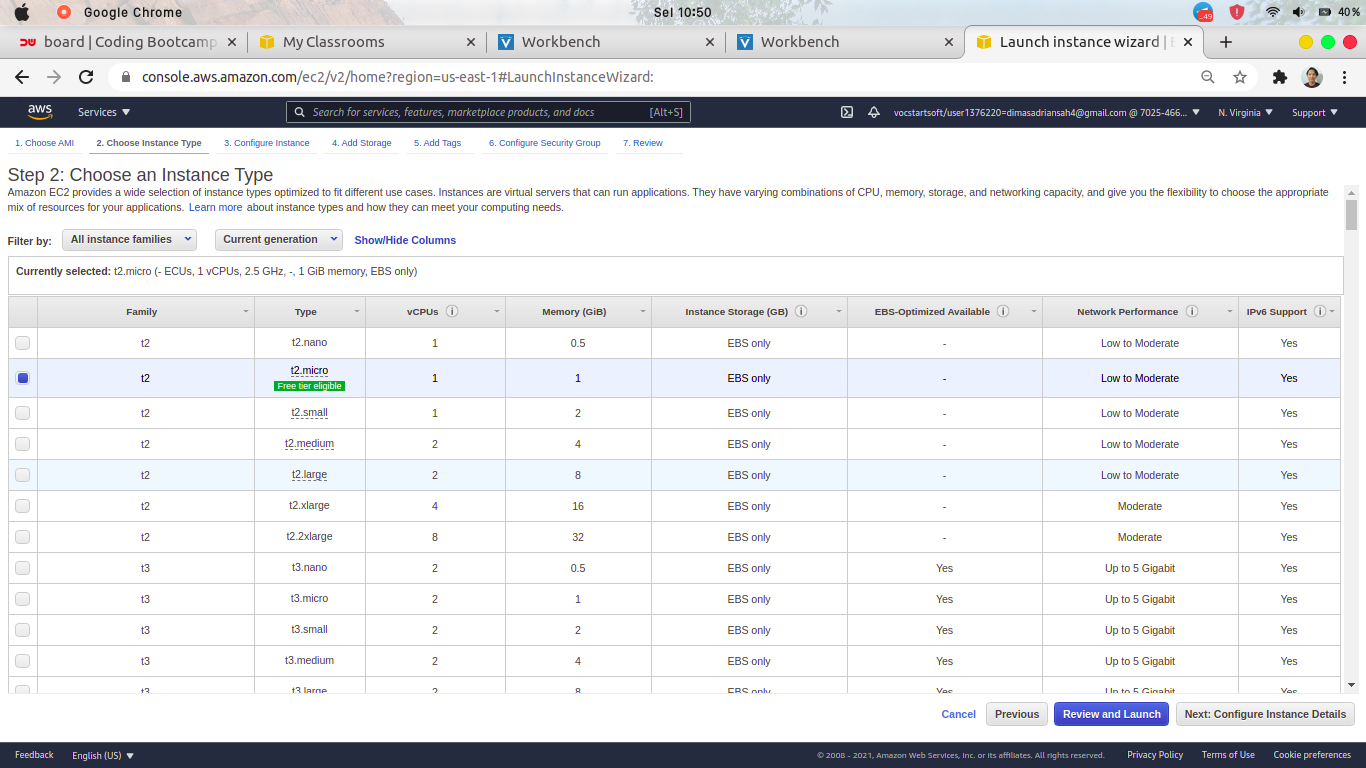 Google Chrome
Sel 10:50
49
40%
board | Coding Bootcamp
My Classrooms
Workbench
Workbench
Launch instance wizard |
console.aws.amazon.com/ec2/v2/home?region=us-east-1#LaunchInstanceWizard:
aws
Services
Search for services, features, marketplace products, and docs
[Alt+S]
vocstartsoft/user1376220=dimasadriansah4@gmail.com @ 7025-466...
N. Virginia
Support
1. Choose AMI
2. Choose Instance Type
3. Configure Instance
4. Add Storage
5. Add Tags
6. Configure Security Group
7. Review
Step 2: Choose an Instance Type
Amazon EC2 provides a wide selection of instance types optimized to fit different use cases. Instances are virtual servers that can run applications. They have varying combinations of CPU, memory, storage, and networking capacity, and give you the flexibility to choose the appropriate
mix of resources for your applications. Learn more about instance types and how they can meet your computing needs.
Filter by:
All instance families
Current generation
Show/Hide Columns
Currently selected: t2.micro (- ECUs, 1 vCPUs, 2.5 GHz, -, 1 GiB memory, EBS only)
Family Type vCPUs Memory (GiB) Instance Storage (GB) EBS-Optimized Available Network Performance IPv6 Support
t2 t2.nano 1 0.5 EBS only - Low to Moderate Yes
t2 t2.micro 1 1 EBS only - Low to Moderate Yes
Free tier eligible
t2 t2.small 1 2 EBS only - Low to Moderate Yes
t2 t2.medium 2 4 EBS only - Low to Moderate Yes
t2 t2.large 2 8 EBS only - Low to Moderate Yes
t2 t2.xlarge 4 16 EBS only - Moderate Yes
t2 t2.2xlarge 8 32 EBS only - Moderate Yes
t3 t3.nano 2 0.5 EBS only Yes Up to 5 Gigabit Yes
t3 t3.micro 2 1 EBS only Yes Up to 5 Gigabit Yes
t3 t3.small 2 2 EBS only Yes Up to 5 Gigabit Yes
t3 t3.medium 2 4 EBS only Yes Up to 5 Gigabit Yes
t3 t3.large 2 8 EBS only Yes Up to 5 Gigabit Yes
Cancel
Previous
Review and Launch
Next: Configure Instance Details
Feedback
English (US)
© 2008 - 2021, Amazon Web Services, Inc. or its affiliates. All rights reserved.
Privacy Policy
Terms of Use
Cookie preferences